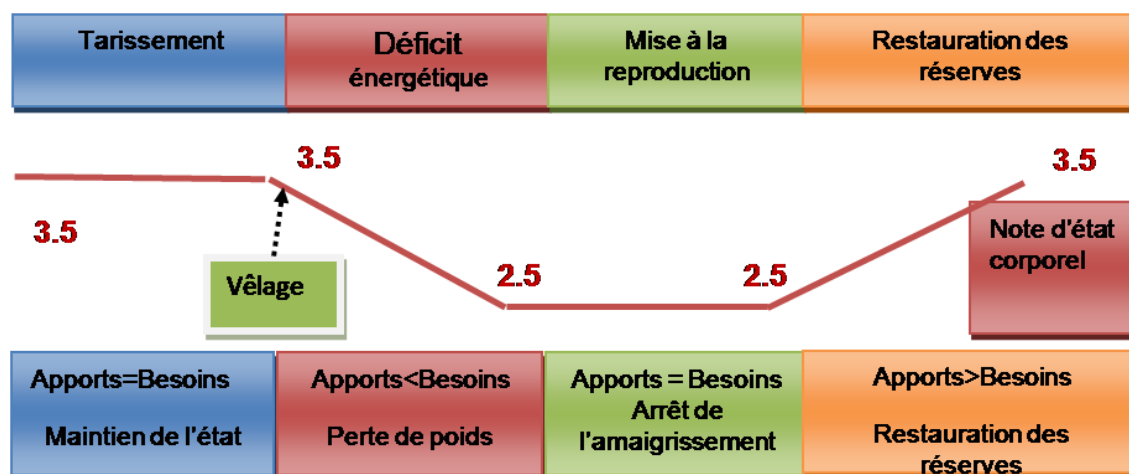 Tarissement
Déficit
énergétique
Mise à la
reproduction
Restauration des
réserves
3.5
3.5
3.5
Vêlage
2.5
2.5
Note d'état
corporel
Apports=Besoins
Maintien de l'état
Apports<Besoins
Perte de poids
Apports = Besoins
Arrêt de
l'amaigrissement
Apports>Besoins
Restauration des
réserves